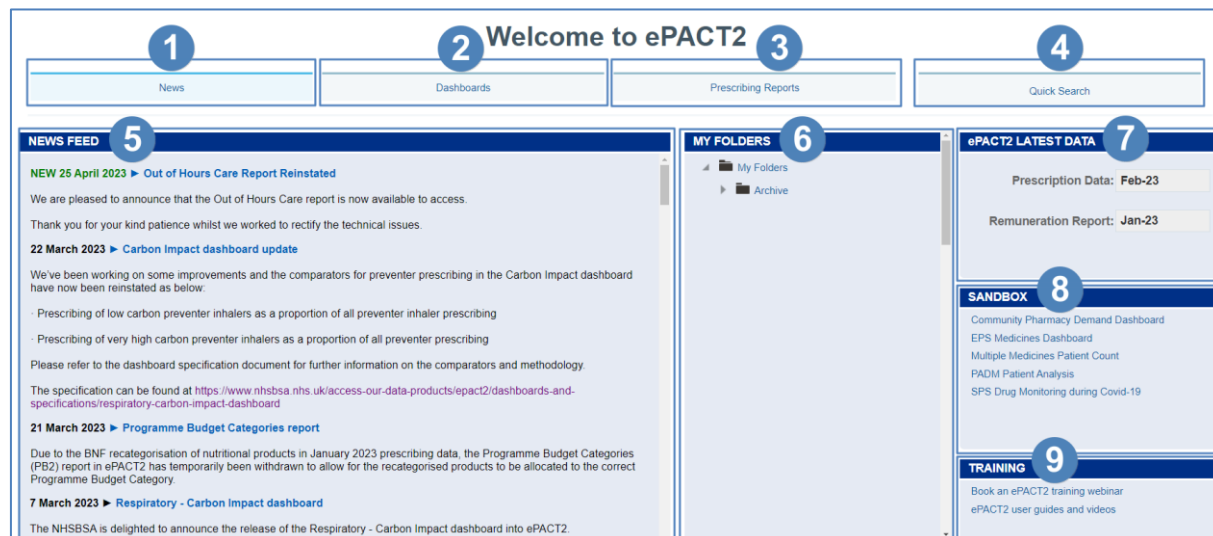 Welcome to ePACT2
1
2
3
4
News
Dashboards
Prescribing Reports
Quick Search
NEWS FEED
5
NEW 25 April 2023 ► Out of Hours Care Report Reinstated
We are pleased to announce that the Out of Hours Care report is now available to access.
Thank you for your kind patience whilst we worked to rectify the technical issues.
22 March 2023 ► Carbon Impact dashboard update
We've been working on some improvements and the comparators for preventer prescribing in the Carbon Impact dashboard
have now been reinstated as below:
· Prescribing of low carbon preventer inhalers as a proportion of all preventer inhaler prescribing
· Prescribing of very high carbon preventer inhalers as a proportion of all preventer prescribing
Please refer to the dashboard specification document for further information on the comparators and methodology.
The specification can be found at https://www.nhsbsa.nhs.uk/access-our-data-products/epact2/dashboards-and-
specifications/respiratory-carbon-impact-dashboard
21 March 2023 ► Programme Budget Categories report
Due to the BNF recategorisation of nutritional products in January 2023 prescribing data, the Programme Budget Categories
(PB2) report in ePACT2 has temporarily been withdrawn to allow for the recategorised products to be allocated to the correct
Programme Budget Category.
7 March 2023 ► Respiratory - Carbon Impact dashboard
The NHSBSA is delighted to announce the release of the Respiratory - Carbon Impact dashboard into ePACT2.
MY FOLDERS
6
My Folders
Archive
ePACT2 LATEST DATA
7
Prescription Data: Feb-23
Remuneration Report: Jan-23
SANDBOX
8
Community Pharmacy Demand Dashboard
EPS Medicines Dashboard
Multiple Medicines Patient Count
PADM Patient Analysis
SPS Drug Monitoring during Covid-19
TRAINING
9
Book an ePACT2 training webinar
ePACT2 user guides and videos